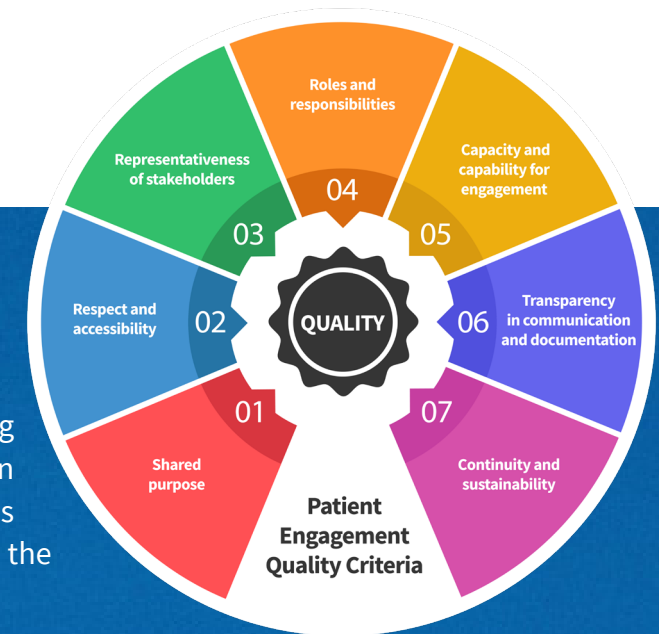 Roles and
responsibilities
04
Representativeness
of stakeholders
03
Capacity and
capability for
engagement
05
Respect and
accessibility
02
QUALITY
06
Transparency
in communication
and documentation
01
Shared
purpose
07
Continuity and
sustainability
Patient
Engagement
Quality Criteria
g
n
s
the